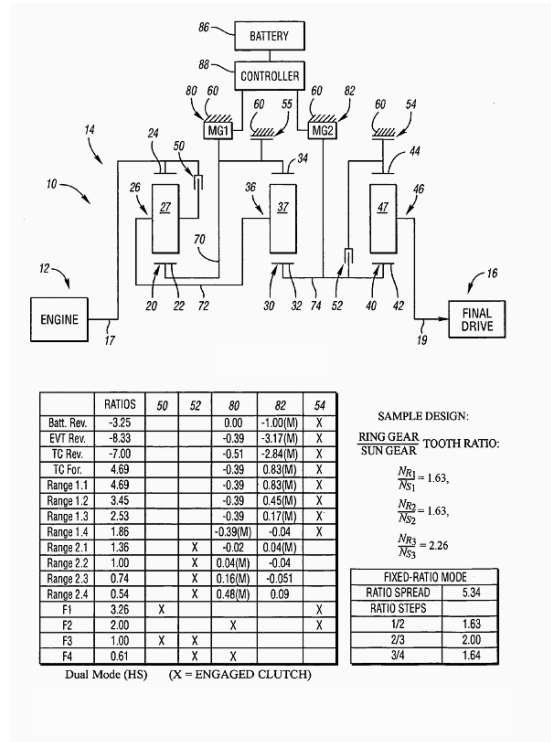 86
BATTERY
88
CONTROLLER
80 60 55 60 82 60 54
MG1 MG2
14 24 50 34 44
10 26 27 36 37 47 46
70
12 16
20 22 72 30 32 74 52 40 42
ENGINE
17
FINAL
DRIVE
19
RATIOS 50 52 80 82 54
Batt. Rev. -3.25 0.00 -1.00(M) X
EVT Rev. -8.33 -0.39 -3.17(M) X
TC Rev. -7.00 -0.51 -2.84(M) X
TC For. 4.69 -0.39 0.83(M) X
Range 1.1 4.69 -0.39 0.83(M) X
Range 1.2 3.45 -0.39 0.45(M) X
Range 1.3 2.53 -0.39 0.17(M) X
Range 1.4 1.86 -0.39(M) -0.04 X
Range 2.1 1.36 X -0.02 0.04(M)
Range 2.2 1.00 X 0.04(M) -0.04
Range 2.3 0.74 X 0.16(M) -0.051
Range 2.4 0.54 X 0.48(M) 0.09
F1 3.26 X X
F2 2.00 X X
F3 1.00 X X
F4 0.61 X X
Dual Mode (HS) (X = ENGAGED CLUTCH)
SAMPLE DESIGN:
RING GEAR
SUN GEAR TOOTH RATIO:
NR1
NS1 = 1.63,
NR2
NS2 = 1.63,
NR3
NS3 = 2.26
FIXED-RATIO MODE
RATIO SPREAD 5.34
RATIO STEPS
1/2 1.63
2/3 2.00
3/4 1.64